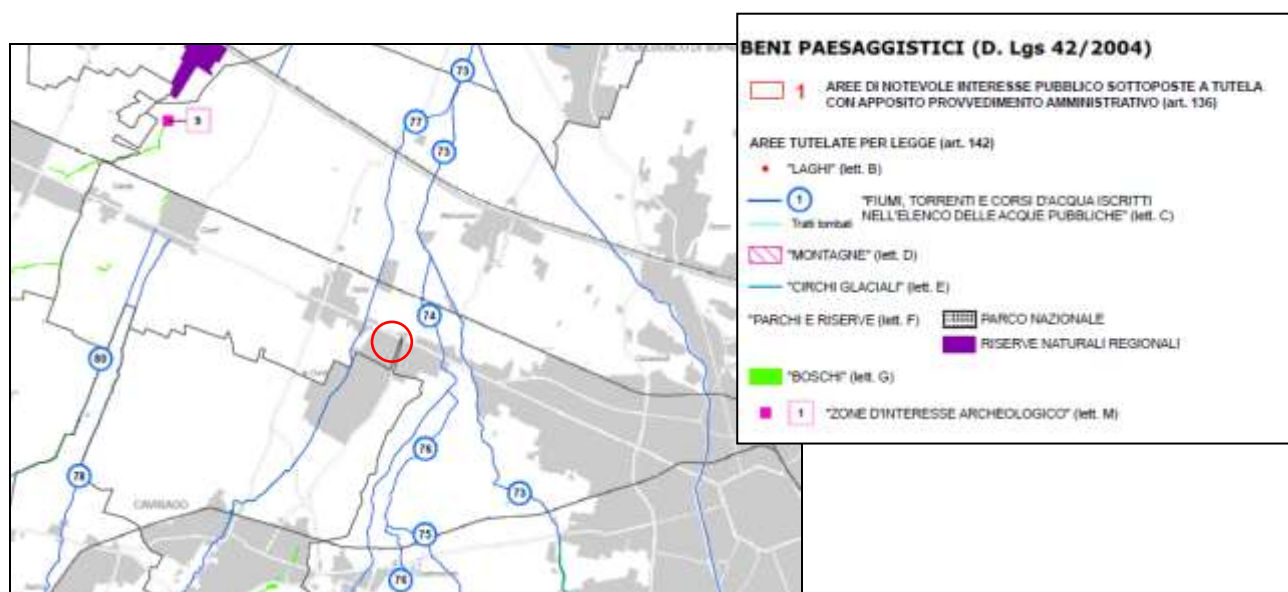 BENI PAESAGGISTICI (D. Lgs 42/2004)
1 AREE DI NOTEVOLE INTERESSE PUBBLICO SOTTOPOSTE A TUTELA
CON APPOSITO PROVVEDIMENTO AMMINISTRATIVO (art. 136)
AREE TUTELATE PER LEGGE (art. 142)
"LAGHI" (lett. B)
1 "FIUMI, TORRENTI E CORSI D'ACQUA ISCRITTI
NELL'ELENCO DELLE ACQUE PUBBLICHE" (lett. C)
Tratti tombati
"MONTAGNE" (lett. D)
"CIRCHI GLACIALI" (lett. E)
"PARCHI E RISERVE (lett. F) PARCO NAZIONALE
RISERVE NATURALI REGIONALI
"BOSCHI" (lett. G)
1 "ZONE D'INTERESSE ARCHEOLOGICO" (lett. M)
73
77
9
73
74
80
76
78
73
CAVRIAGO
75
76